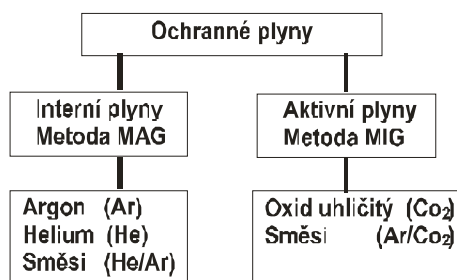 Ochranné plyny
Interní plyny
Metoda MAG
Aktivní plyny
Metoda MIG
Argon (Ar)
Helium (He)
Směsi (He/Ar)
Oxid uhličitý (Co₂)
Směsi (Ar/Co₂)